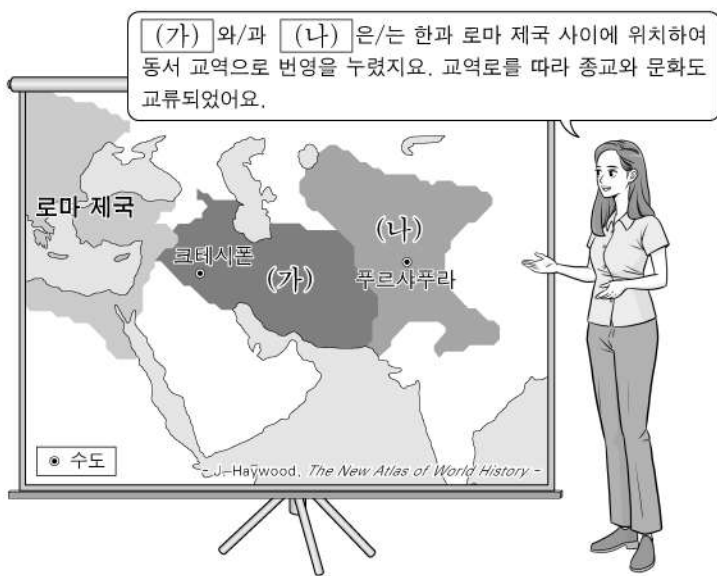 (가) 와/과 (나) 은/는 한과 로마 제국 사이에 위치하여
동서 교역으로 번영을 누렸지요. 교역로를 따라 종교와 문화도
교류되었어요.
로마 제국
(나)
크테시폰
(가)
푸르샤푸라
◉ 수도
- J. Haywood, The New Atlas of World History -